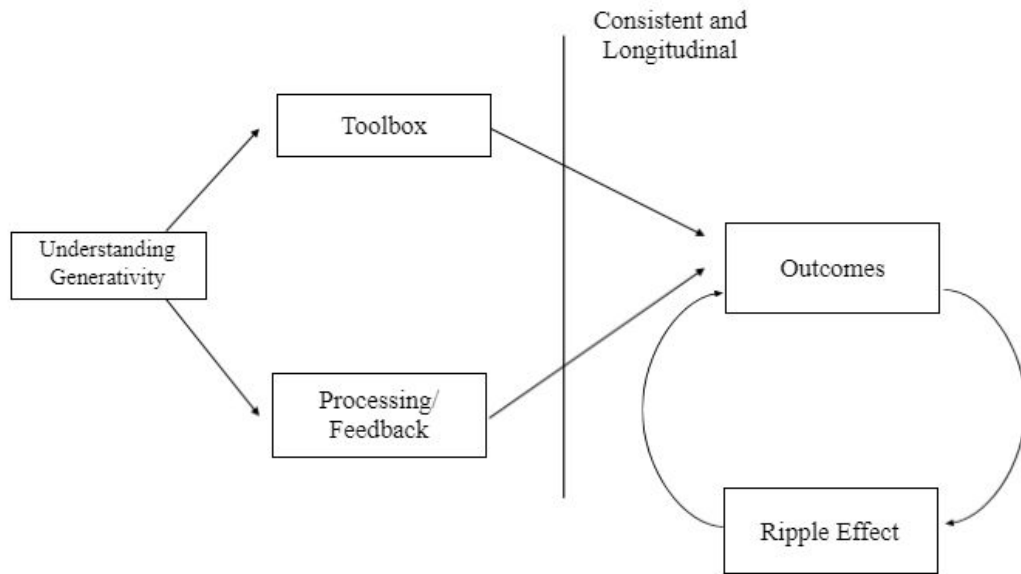 Consistent and
Longitudinal
Toolbox
Understanding
Generativity
Outcomes
Processing/
Feedback
Ripple Effect